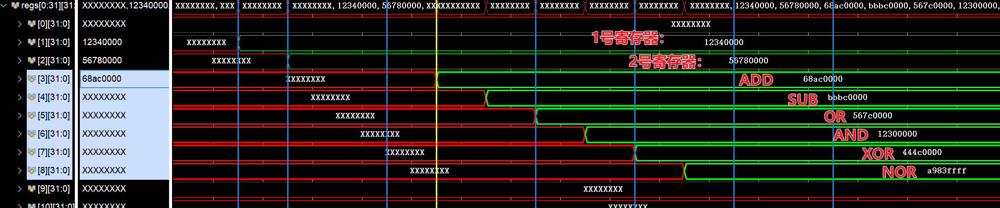 regs[0:31][31: XXXXXXXX,12340000 XXXXXXXX,XXX XXXXXXXX XXXXXXXX,12340000,56780000,XX XXXXXXXX XXXXXXXX XXXXXXXX XXXXXXXX XXXXXXXX XXXXXXXX,12340000,56780000,68ac0000,bbbc0000,567c0000,12300000,
[0][31:0] XXXXXXXX XXXXXXXX
[1][31:0] 12340000 XXXXXXXX 1号寄存器： 12340000
[2][31:0] 56780000 XXXXXXXX 2号寄存器： 56780000
[3][31:0] 68ac0000 XXXXXXXX ADD 68ac0000
[4][31:0] XXXXXXXX XXXXXXXX SUB bbbc0000
[5][31:0] XXXXXXXX XXXXXXXX OR 567c0000
[6][31:0] XXXXXXXX XXXXXXXX AND 12300000
[7][31:0] XXXXXXXX XXXXXXXX XOR 444c0000
[8][31:0] XXXXXXXX XXXXXXXX NOR a983ffff
[9][31:0] XXXXXXXX XXXXXXXX
[10][31:0] XXXXXXXX XXXXXXXX